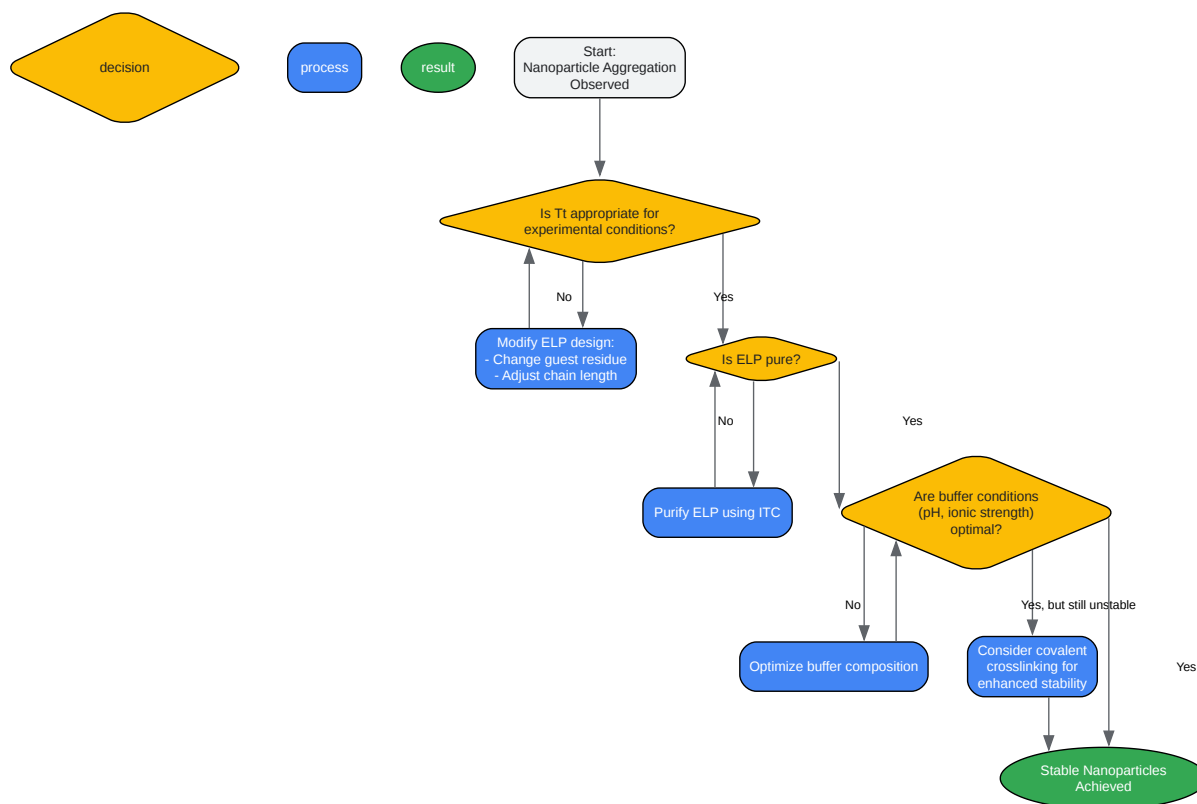 decision
process
result
Start:
Nanoparticle Aggregation
Observed
Is Tt appropriate for
experimental conditions?
No
Yes
Modify ELP design:
- Change guest residue
- Adjust chain length
Is ELP pure?
No
Yes
Purify ELP using ITC
Are buffer conditions
(pH, ionic strength)
optimal?
No
Yes, but still unstable
Yes
Optimize buffer composition
Consider covalent
crosslinking for
enhanced stability
Stable Nanoparticles
Achieved